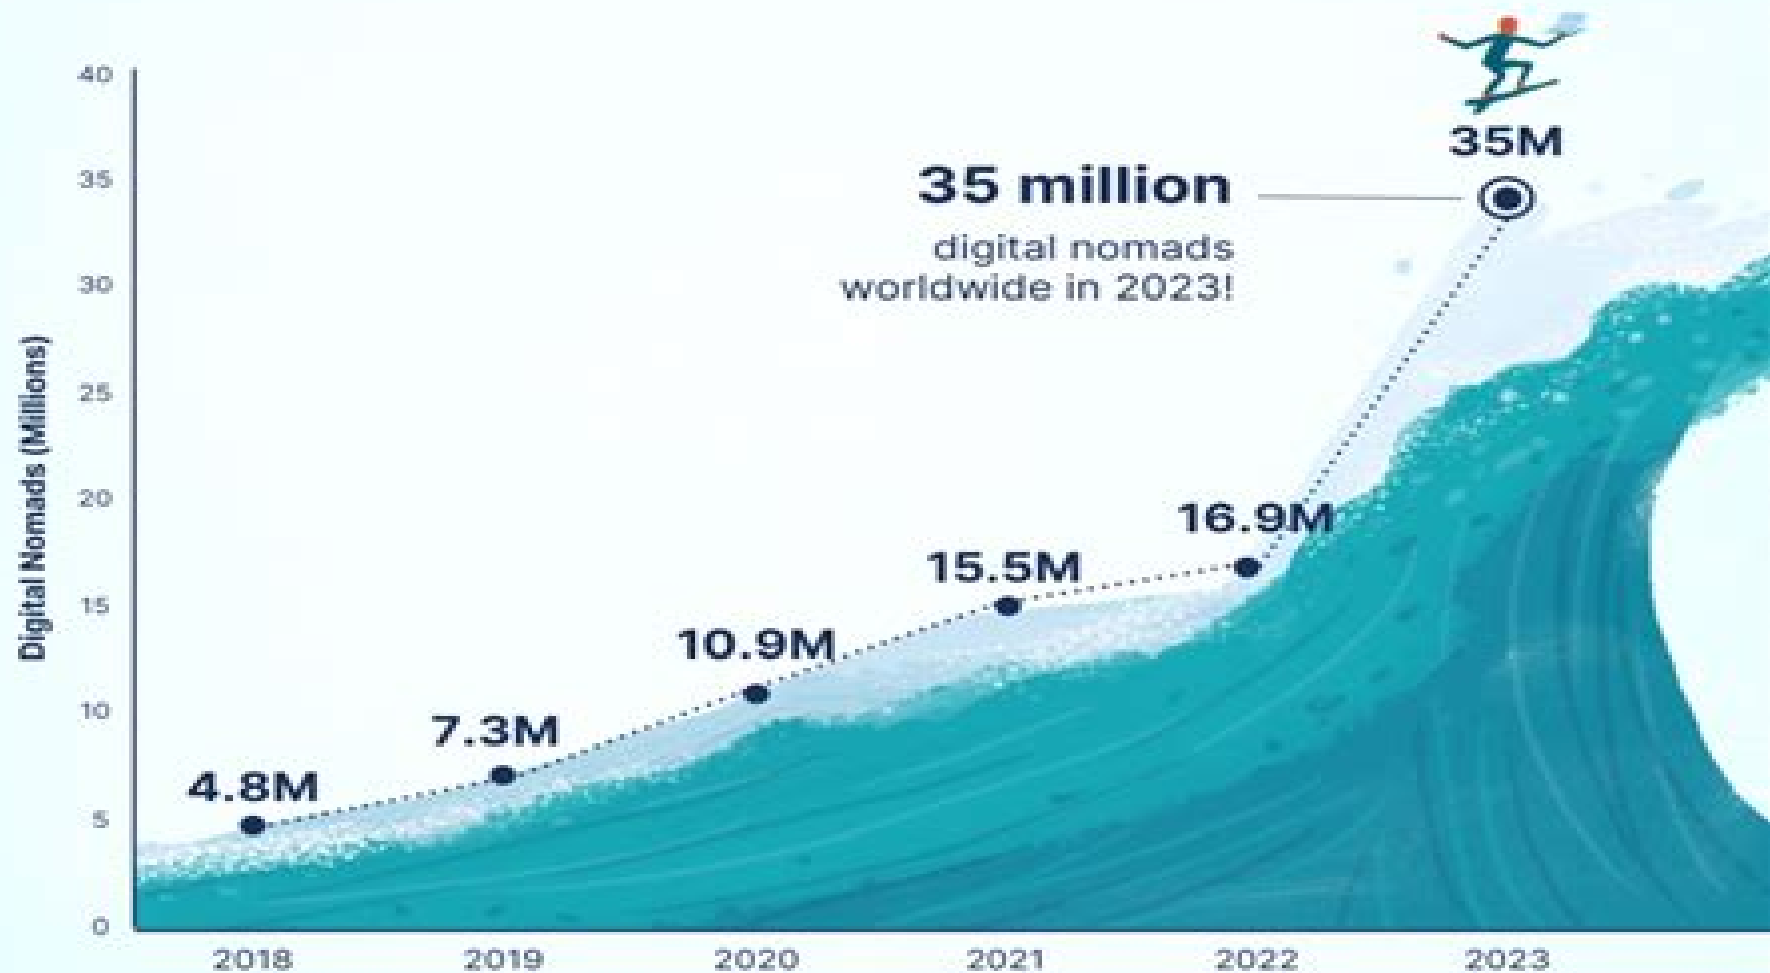 40
35M
35 million
35
digital nomads
worldwide in 2023!
30
25
20
16.9M
15.5M
15
10.9M
10
7.3M
4.8M
5
0
Digital Nomads (Millions)
2018 2019 2020 2021 2022 2023